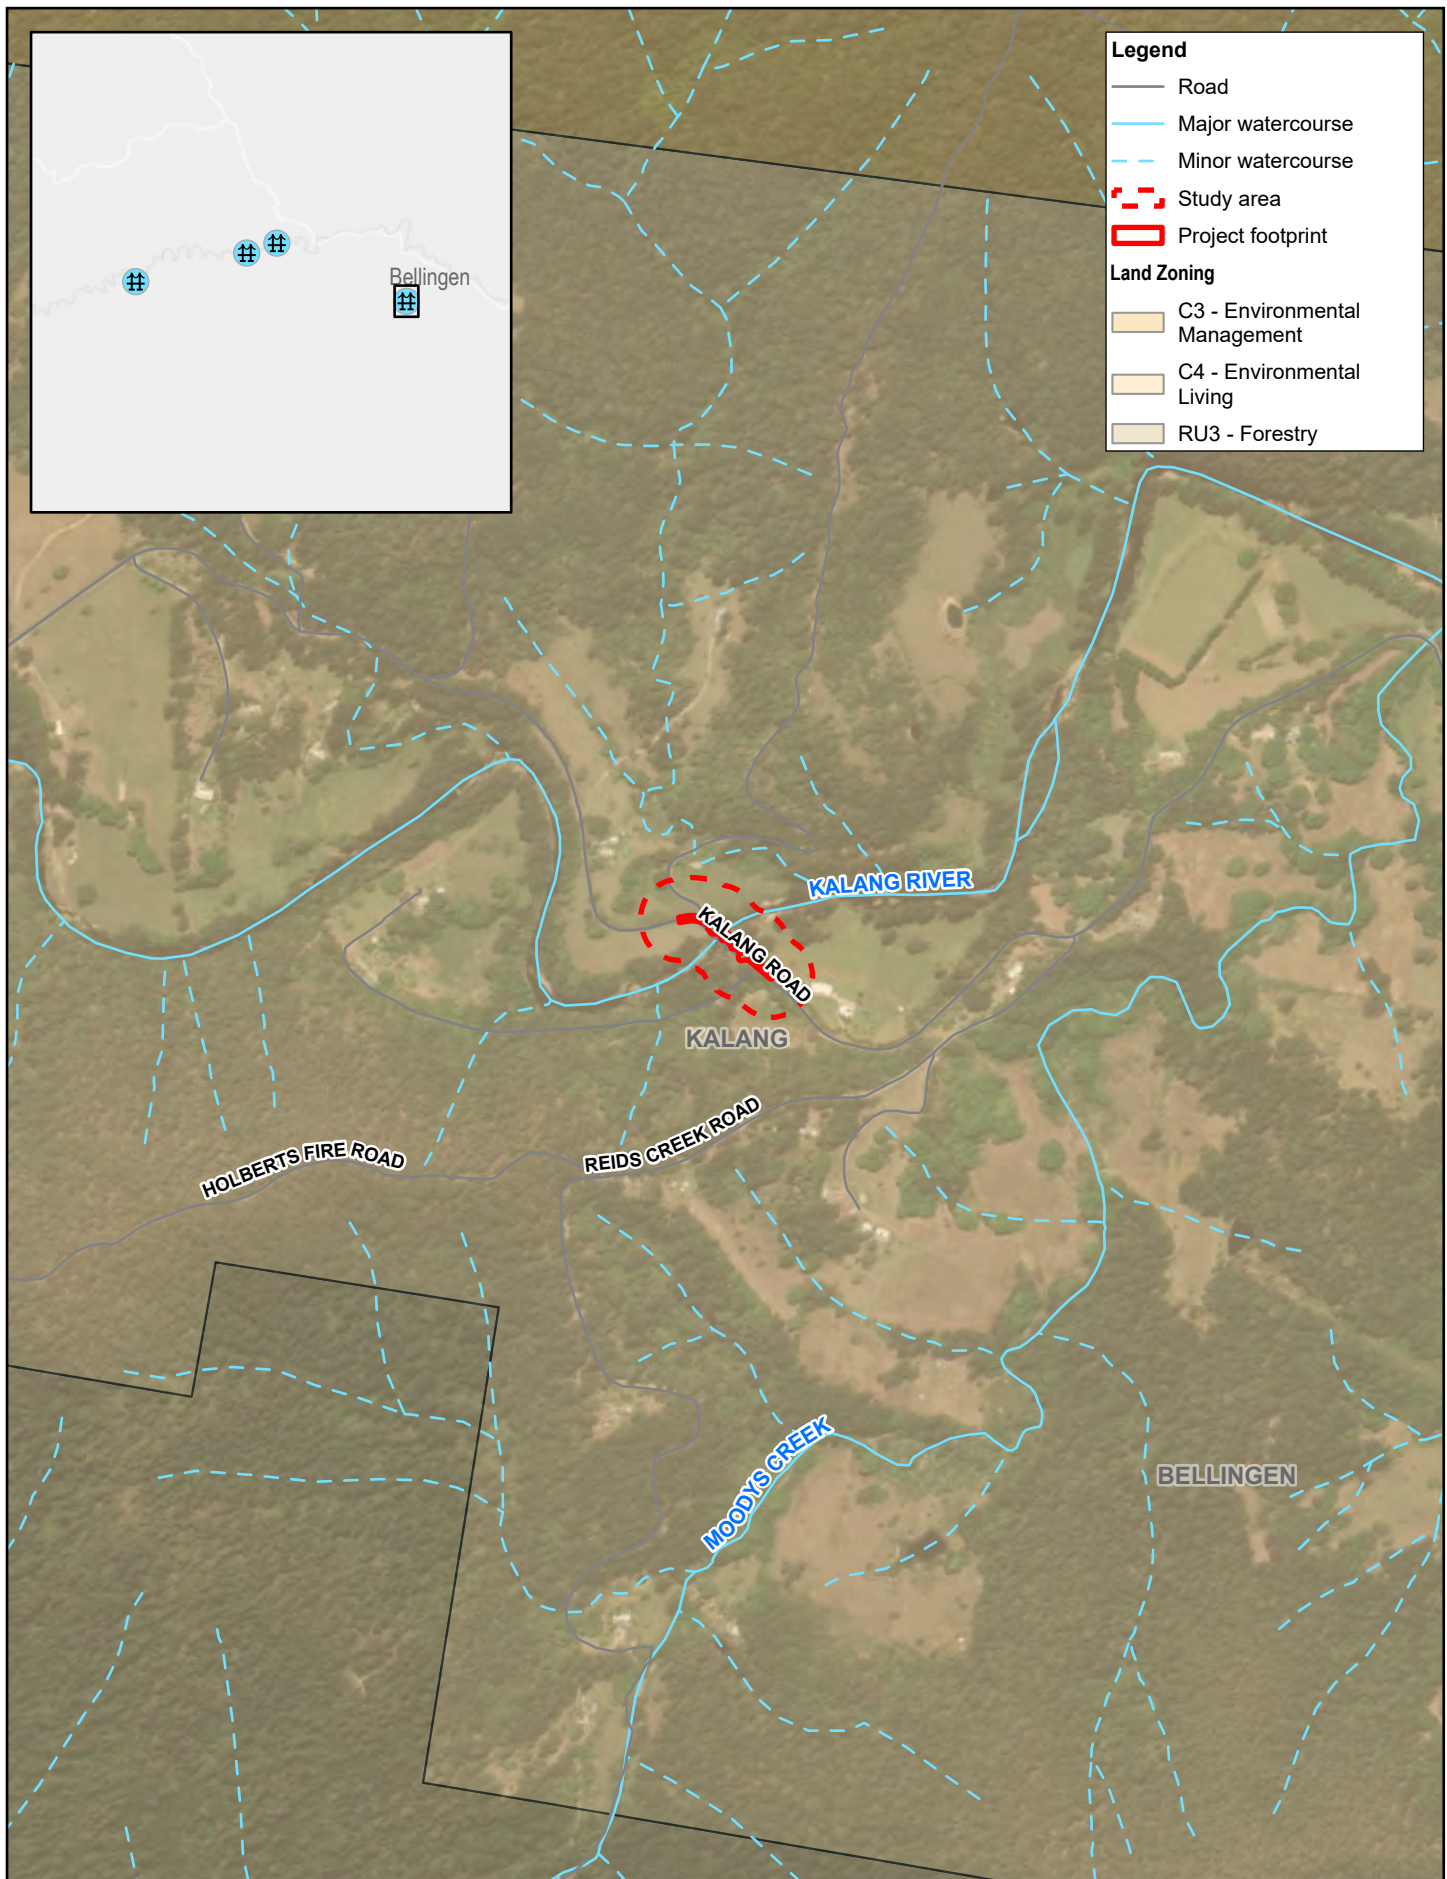 Bellingen
Legend
Road
Major watercourse
Minor watercourse
Study area
Project footprint
Land Zoning
C3 - Environmental
Management
C4 - Environmental
Living
RU3 - Forestry
KALANG RIVER
KALANG ROAD
KALANG
REIDS CREEK ROAD
HOLBERTS FIRE ROAD
MOODYS CREEK
BELLINGEN